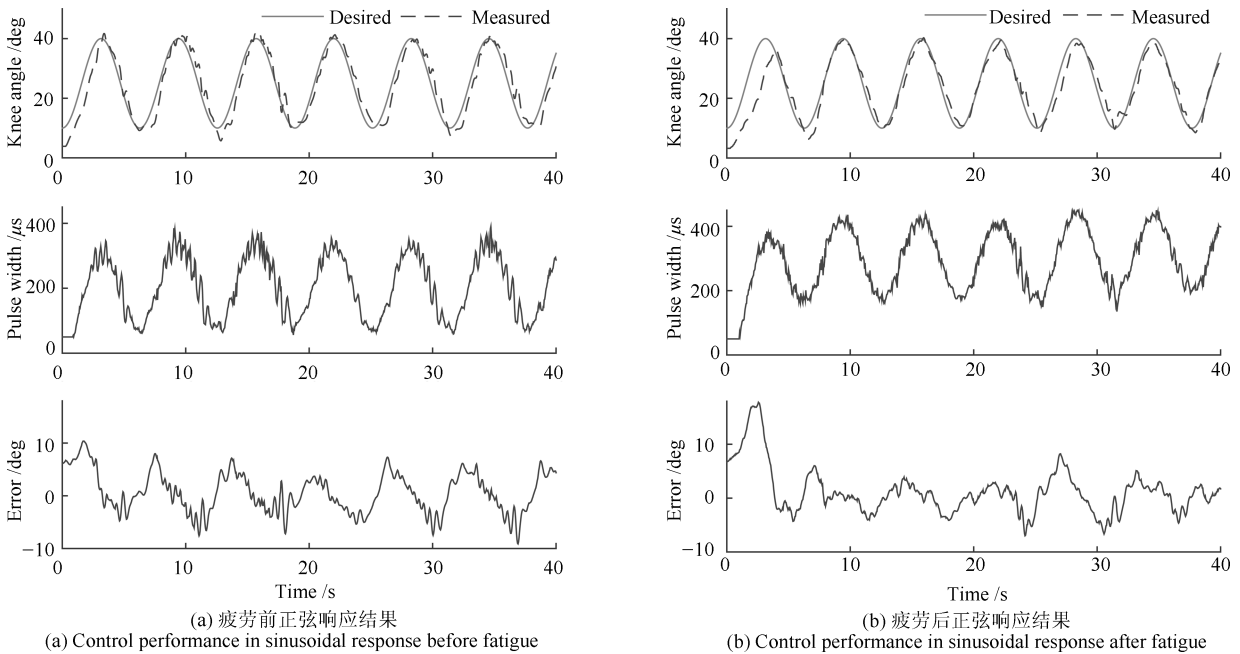 Desired Measured
Knee angle /deg
40
20
0
0 10 20 30 40
Pulse width /μs
400
200
0
0 10 20 30 40
Error /deg
10
0
−10
0 10 20 30 40
Time /s
(a) 疲劳前正弦响应结果
(a) Control performance in sinusoidal response before fatigue
Desired Measured
Knee angle /deg
40
20
0
0 10 20 30 40
Pulse width /μs
400
200
0
0 10 20 30 40
Error /deg
10
0
−10
0 10 20 30 40
Time /s
(b) 疲劳后正弦响应结果
(b) Control performance in sinusoidal response after fatigue